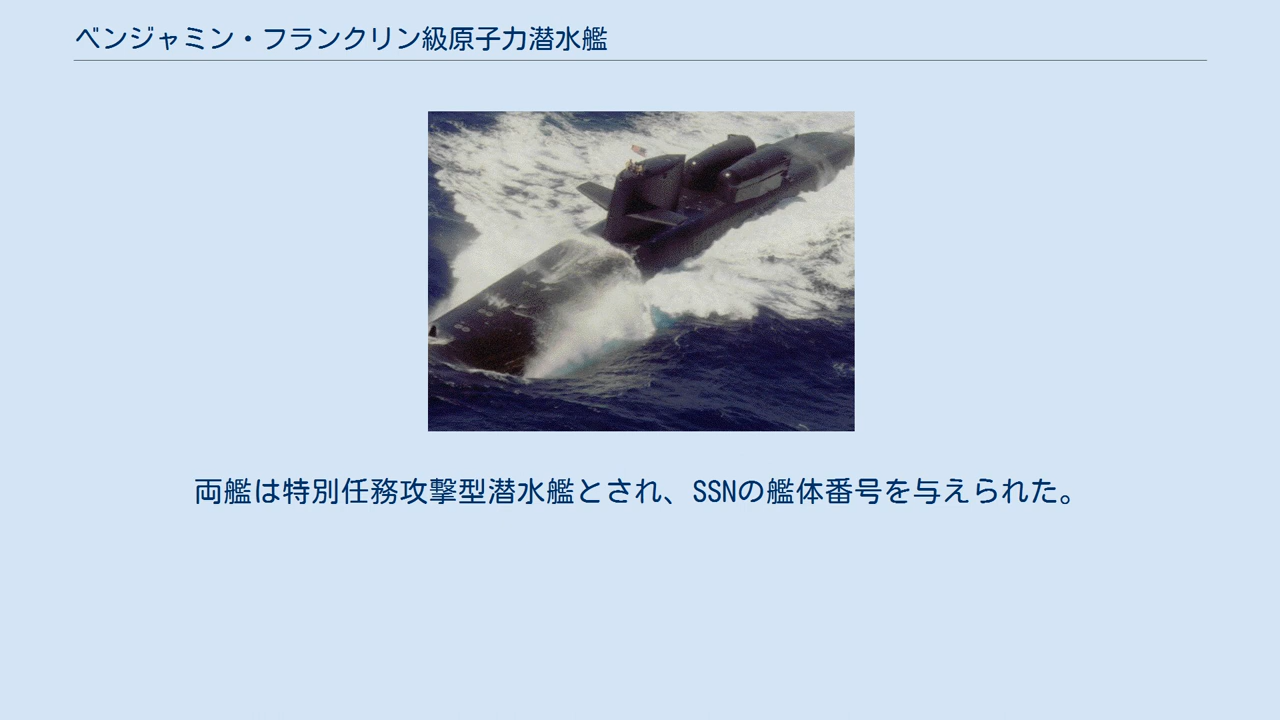 ベンジャミン・フランクリン級原子力潜水艦
両艦は特別任務攻撃型潜水艦とされ、SSNの艦体番号を与えられた。